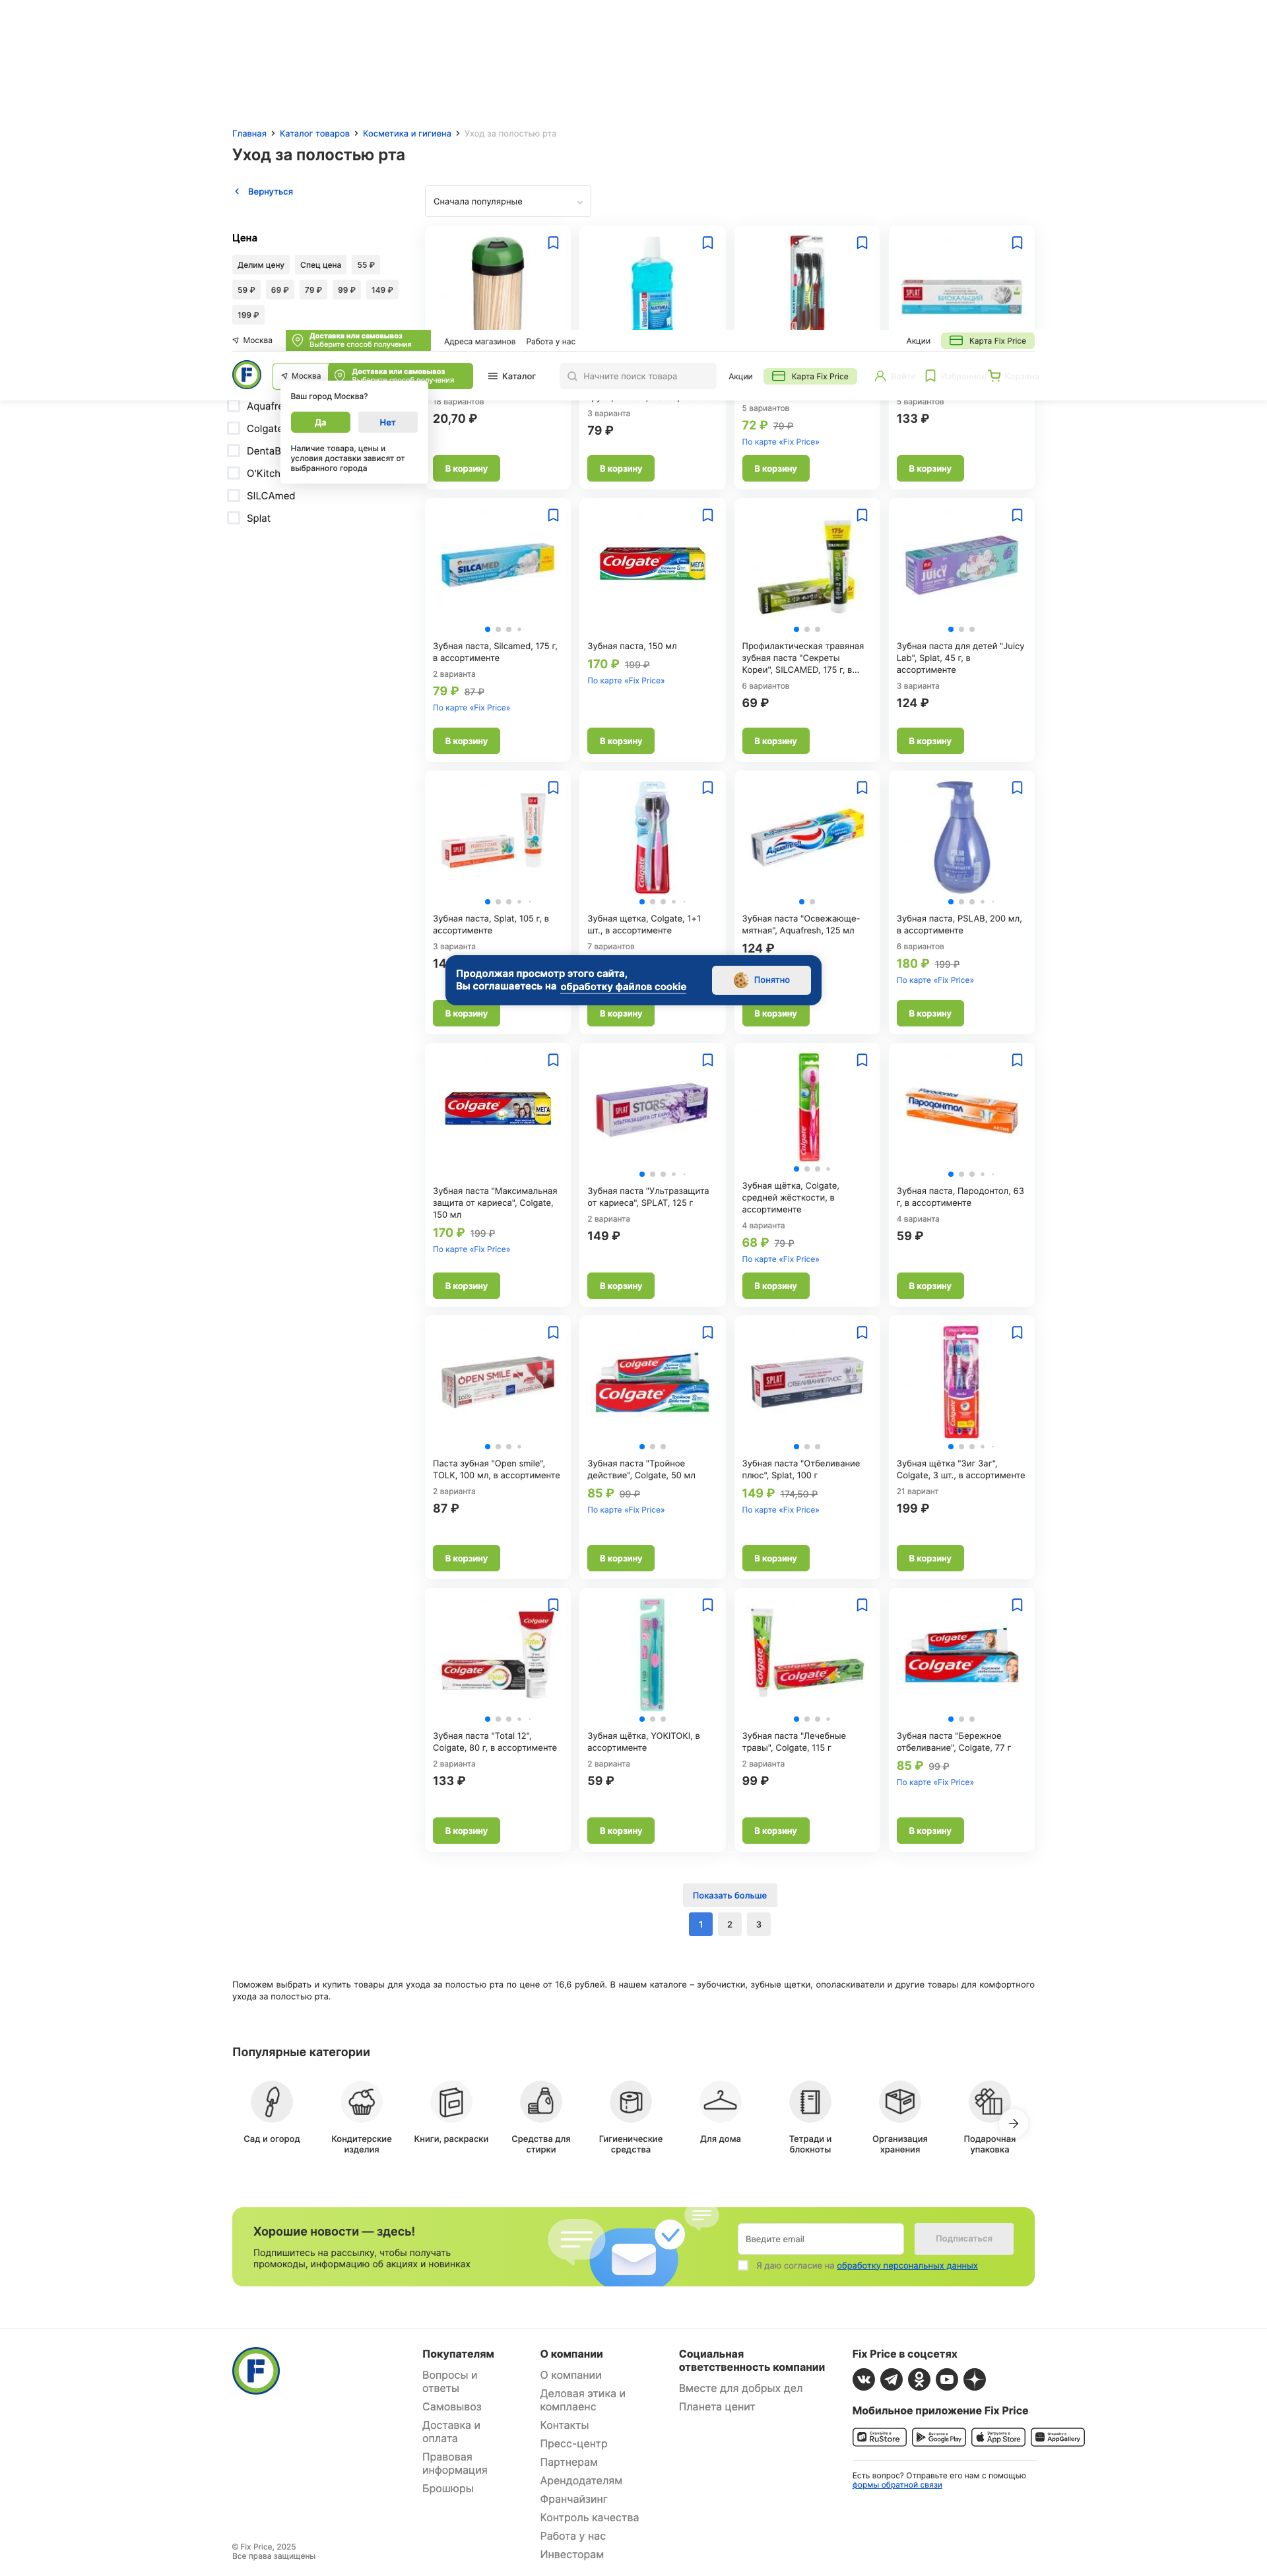 Главная > Каталог товаров > Косметика и гигиена > Уход за полостью рта
Уход за полостью рта
Вернуться
Сначала популярные
Цена
Делим цену
Спец цена
55 ₽
59 ₽
69 ₽
79 ₽
99 ₽
149 ₽
199 ₽
SPLAT
БИОКАЛЬЦИЙ
Москва
Доставка или самовывоз
Выберите способ получения
Адреса магазинов
Работа у нас
Акции
Карта Fix Price
Москва
Доставка или самовывоз
Выберите способ получения
Каталог
Начните поиск товара
Акции
Карта Fix Price
Войти
Избранное
Корзина
Ваш город Москва?
Да
Нет
Наличие товара, цены и
условия доставки зависят от
выбранного города
Colgate
SILCAmed
Splat
18 вариантов
20,70 ₽
В корзину
3 варианта
79 ₽
В корзину
5 вариантов
72 ₽ 79 ₽
По карте «Fix Price»
В корзину
5 вариантов
133 ₽
В корзину
Зубная паста, Silcamed, 175 г,
в ассортименте
2 варианта
79 ₽ 87 ₽
По карте «Fix Price»
В корзину
Зубная паста, 150 мл
170 ₽ 199 ₽
По карте «Fix Price»
В корзину
Профилактическая травяная
зубная паста "Секреты
Кореи", SILCAMED, 175 г, в...
6 вариантов
69 ₽
В корзину
Зубная паста для детей "Juicy
Lab", Splat, 45 г, в
ассортименте
3 варианта
124 ₽
В корзину
Зубная паста, Splat, 105 г, в
ассортименте
3 варианта
В корзину
Зубная щетка, Colgate, 1+1
шт., в ассортименте
7 вариантов
В корзину
Зубная паста "Освежающе-
мятная", Aquafresh, 125 мл
124 ₽
В корзину
Зубная паста, PSLAB, 200 мл,
в ассортименте
6 вариантов
180 ₽ 199 ₽
По карте «Fix Price»
В корзину
Продолжая просмотр этого сайта,
Вы соглашаетесь на обработку файлов cookie
Понятно
Зубная паста "Максимальная
защита от кариеса", Colgate,
150 мл
170 ₽ 199 ₽
По карте «Fix Price»
В корзину
Зубная паста "Ультразащита
от кариеса", SPLAT, 125 г
2 варианта
149 ₽
В корзину
Зубная щётка, Colgate,
средней жёсткости, в
ассортименте
4 варианта
68 ₽ 79 ₽
По карте «Fix Price»
В корзину
Зубная паста, Пародонтол, 63
г, в ассортименте
4 варианта
59 ₽
В корзину
Паста зубная "Open smile",
TOLK, 100 мл, в ассортименте
2 варианта
87 ₽
В корзину
Зубная паста "Тройное
действие", Colgate, 50 мл
85 ₽ 99 ₽
По карте «Fix Price»
В корзину
Зубная паста "Отбеливание
плюс", Splat, 100 г
149 ₽ 174,50 ₽
По карте «Fix Price»
В корзину
Зубная щётка "Зиг Заг",
Colgate, 3 шт., в ассортименте
21 вариант
199 ₽
В корзину
Зубная паста "Total 12",
Colgate, 80 г, в ассортименте
2 варианта
133 ₽
В корзину
Зубная щётка, YOKITOKI, в
ассортименте
2 варианта
59 ₽
В корзину
Зубная паста "Лечебные
травы", Colgate, 115 г
2 варианта
99 ₽
В корзину
Зубная паста "Бережное
отбеливание", Colgate, 77 г
85 ₽ 99 ₽
По карте «Fix Price»
В корзину
Показать больше
1 2 3
Поможем выбрать и купить товары для ухода за полостью рта по цене от 16,6 рублей. В нашем каталоге – зубочистки, зубные щетки, ополаскиватели и другие товары для комфортного
ухода за полостью рта.
Популярные категории
Сад и огород
Кондитерские
изделия
Книги, раскраски
Средства для
стирки
Гигиенические
средства
Для дома
Тетради и
блокноты
Организация
хранения
Подарочная
упаковка
Хорошие новости — здесь!
Подпишитесь на рассылку, чтобы получать
промокоды, информацию об акциях и новинках
Введите email
Подписаться
Я даю согласие на обработку персональных данных
Покупателям
Вопросы и
ответы
Самовывоз
Доставка и
оплата
Правовая
информация
Брошюры
О компании
О компании
Деловая этика и
комплаенс
Контакты
Пресс-центр
Партнерам
Арендодателям
Франчайзинг
Контроль качества
Работа у нас
Инвесторам
Социальная
ответственность компании
Вместе для добрых дел
Планета ценит
Fix Price в соцсетях
Мобильное приложение Fix Price
RuStore
Google Play
App Store
AppGallery
Есть вопрос? Отправьте его нам с помощью
формы обратной связи
© Fix Price, 2025
Все права защищены